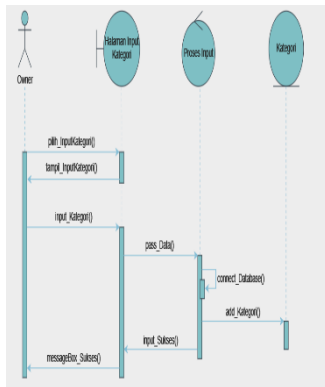 Halaman Input
Kategori
Proses Input
Kategori
Owner
pilih_InputKategori()
tampil_InputKategori()
input_Kategori()
pass_Data()
connect_Database()
add_Kategori()
input_Sukses()
messageBox_Sukses()